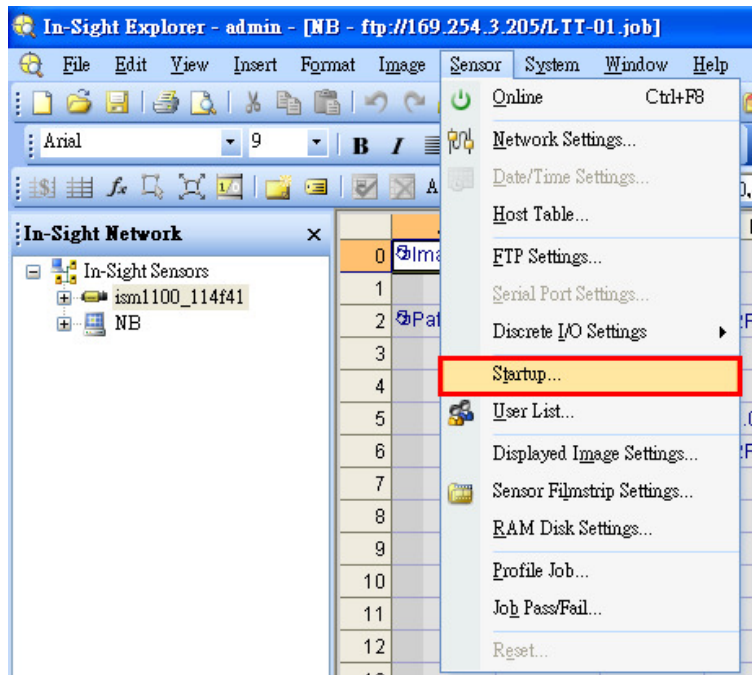 In-Sight Explorer - admin - [NB - ftp://169.254.3.205/LTT-01.job]
File Edit View Insert Format Image Sensor System Window Help
Arial 9 B I
In-Sight Network
In-Sight Sensors
ism1100_114f41
NB
0
1
2
3
4
5
6
7
8
9
10
11
12
Online Ctrl+F8
Network Settings...
Date/Time Settings...
Host Table...
FTP Settings...
Serial Port Settings...
Discrete I/O Settings
Startup...
User List...
Displayed Image Settings...
Sensor Filmstrip Settings...
RAM Disk Settings...
Profile Job...
Job Pass/Fail...
Reset...